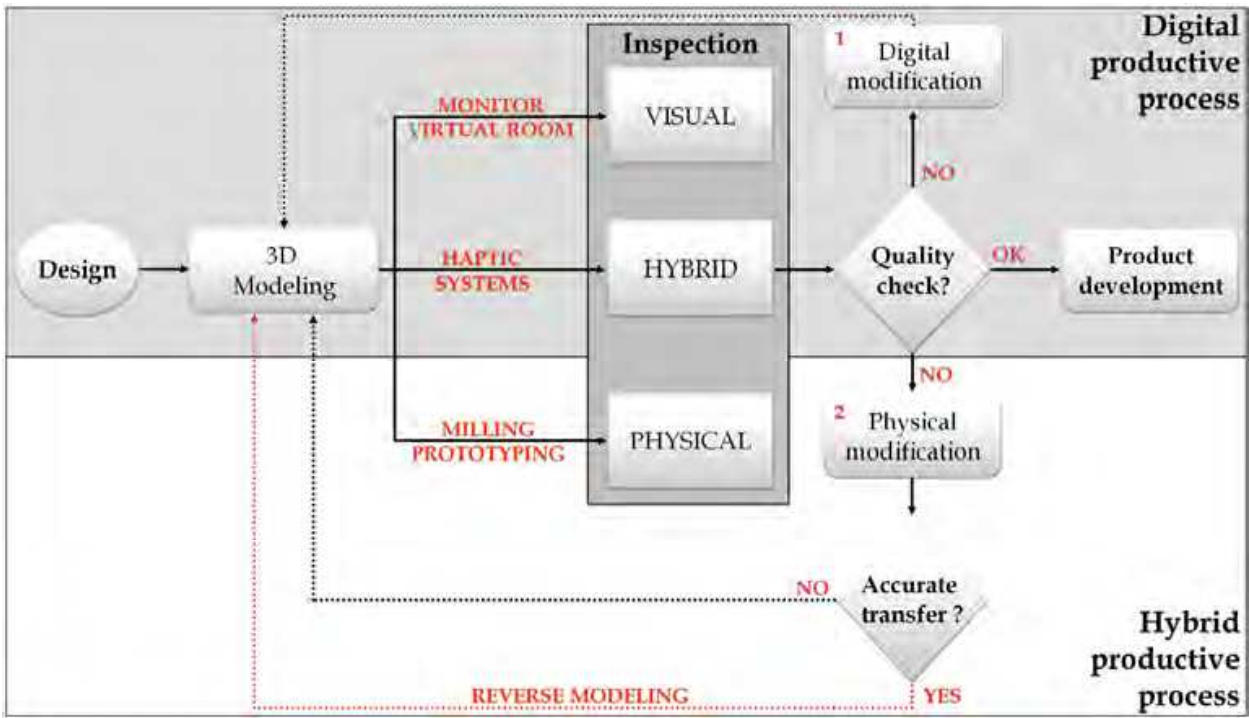 Digital
productive
process
Inspection
1
Digital
modification
MONITOR
VIRTUAL ROOM
VISUAL
NO
Design
3D
Modeling
HAPTIC
SYSTEMS
HYBRID
Quality
check?
OK
Product
development
NO
MILLING
PROTOTYPING
PHYSICAL
2
Physical
modification
NO
Accurate
transfer ?
Hybrid
productive
process
REVERSE MODELING
YES